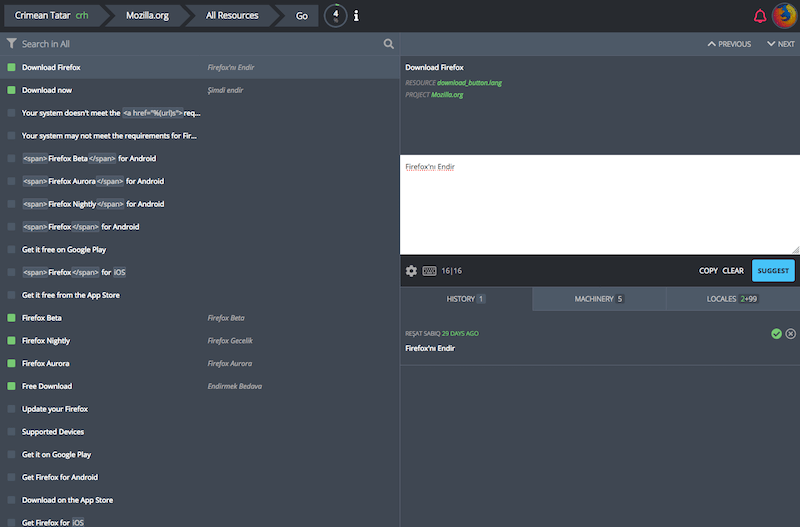 Crimean Tatar crh Mozilla.org All Resources Go 4
Search in All
PREVIOUS NEXT
Download Firefox Firefox'nı Endir
Download now Şimdi endir
Your system doesn't meet the <a href="%(url)s"> req...
Your system may not meet the requirements for Fir...
<span>Firefox Beta</span> for Android
<span>Firefox Aurora</span> for Android
<span>Firefox Nightly</span> for Android
<span>Firefox</span> for Android
Get it free on Google Play
<span>Firefox</span> for iOS
Get it free from the App Store
Firefox Beta Firefox Beta
Firefox Nightly Firefox Gecelik
Firefox Aurora Firefox Aurora
Free Download Endirmek Bedava
Update your Firefox
Supported Devices
Get it on Google Play
Get Firefox for Android
Download on the App Store
Get Firefox for iOS
Download Firefox
RESOURCE download_button.lang
PROJECT Mozilla.org
Firefox'nı Endir
16|16 COPY CLEAR SUGGEST
HISTORY 1 MACHINERY 5 LOCALES 2+99
REŞAT SABIQ 29 DAYS AGO
Firefox'nı Endir